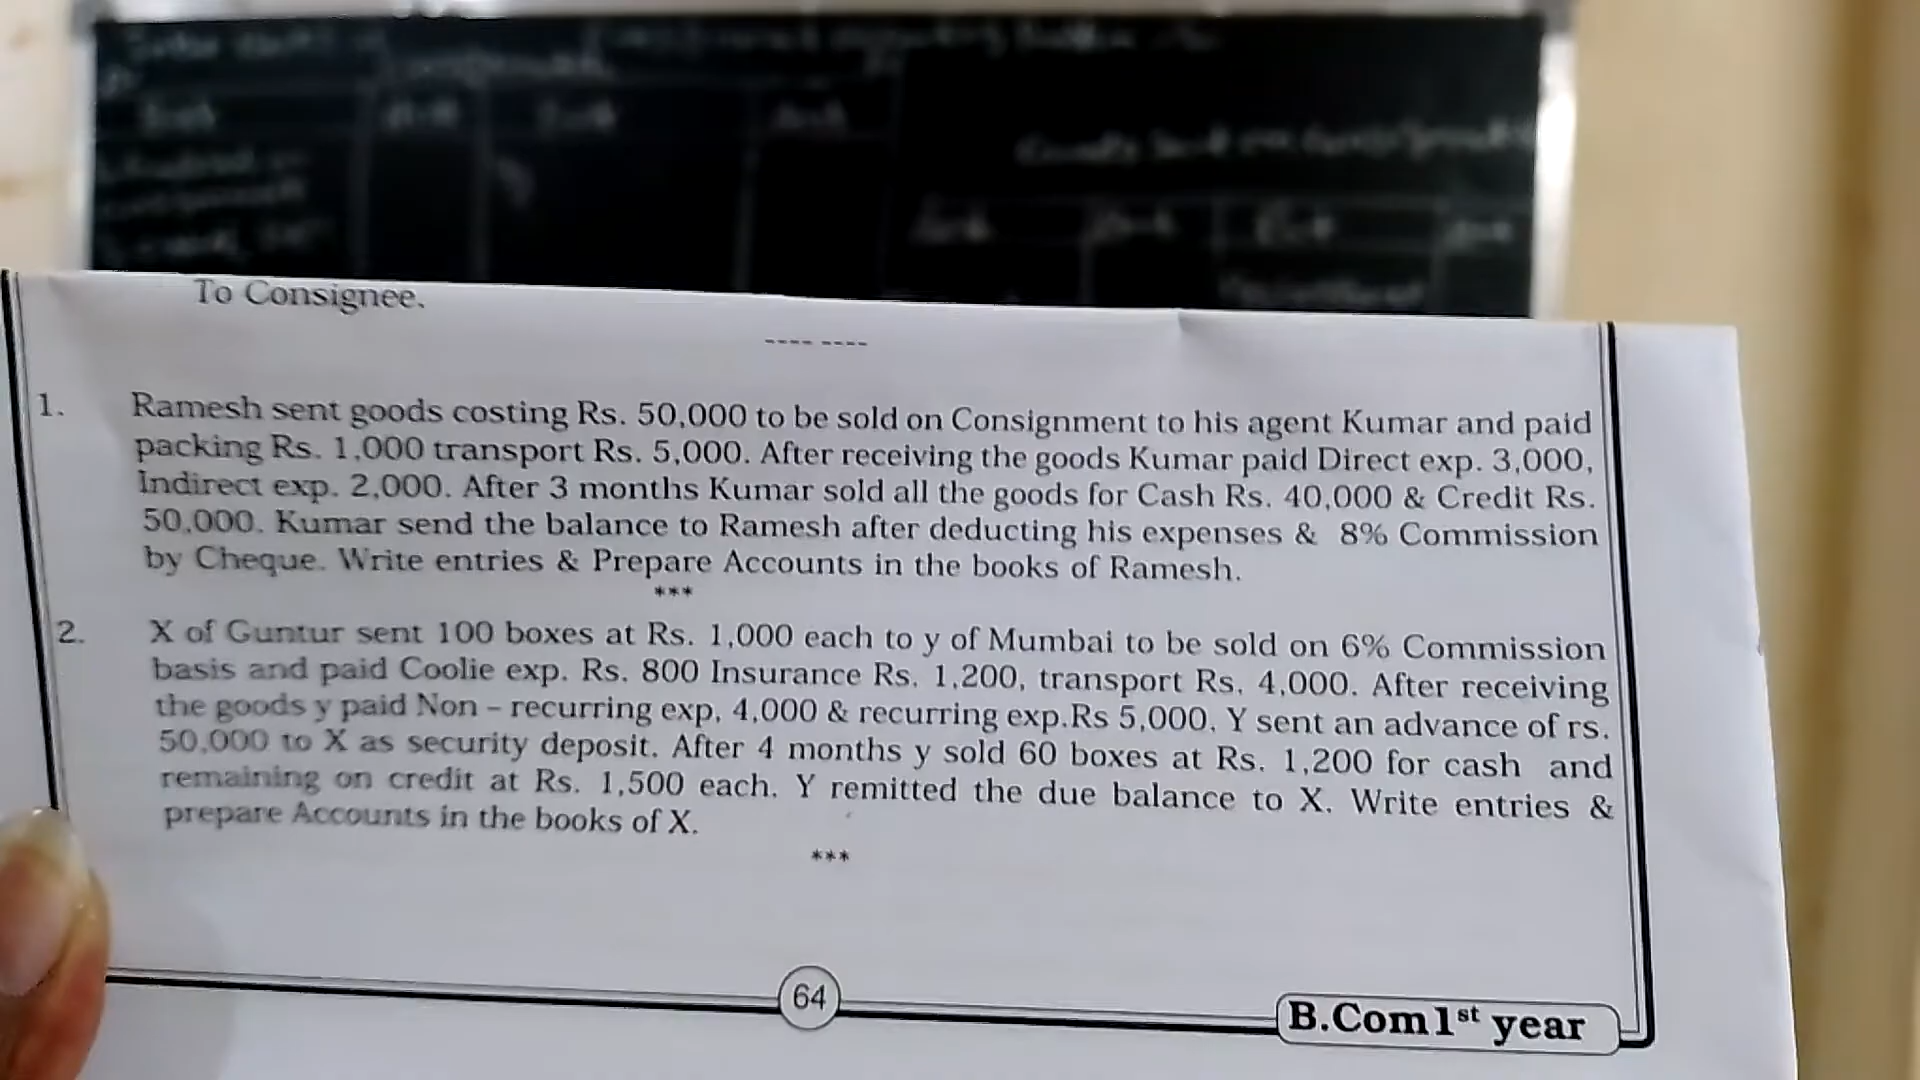 To Consignee.
---- ----
1. Ramesh sent goods costing Rs. 50,000 to be sold on Consignment to his agent Kumar and paid
packing Rs. 1,000 transport Rs. 5,000. After receiving the goods Kumar paid Direct exp. 3,000,
Indirect exp. 2,000. After 3 months Kumar sold all the goods for Cash Rs. 40,000 & Credit Rs.
50,000. Kumar send the balance to Ramesh after deducting his expenses & 8% Commission
by Cheque. Write entries & Prepare Accounts in the books of Ramesh.
***
2. X of Guntur sent 100 boxes at Rs. 1,000 each to y of Mumbai to be sold on 6% Commission
basis and paid Coolie exp. Rs. 800 Insurance Rs. 1,200, transport Rs. 4,000. After receiving
the goods y paid Non - recurring exp. 4,000 & recurring exp.Rs 5,000. Y sent an advance of rs.
50,000 to X as security deposit. After 4 months y sold 60 boxes at Rs. 1,200 for cash and
remaining on credit at Rs. 1,500 each. Y remitted the due balance to X. Write entries &
prepare Accounts in the books of X.
***
64
B.Com 1st year